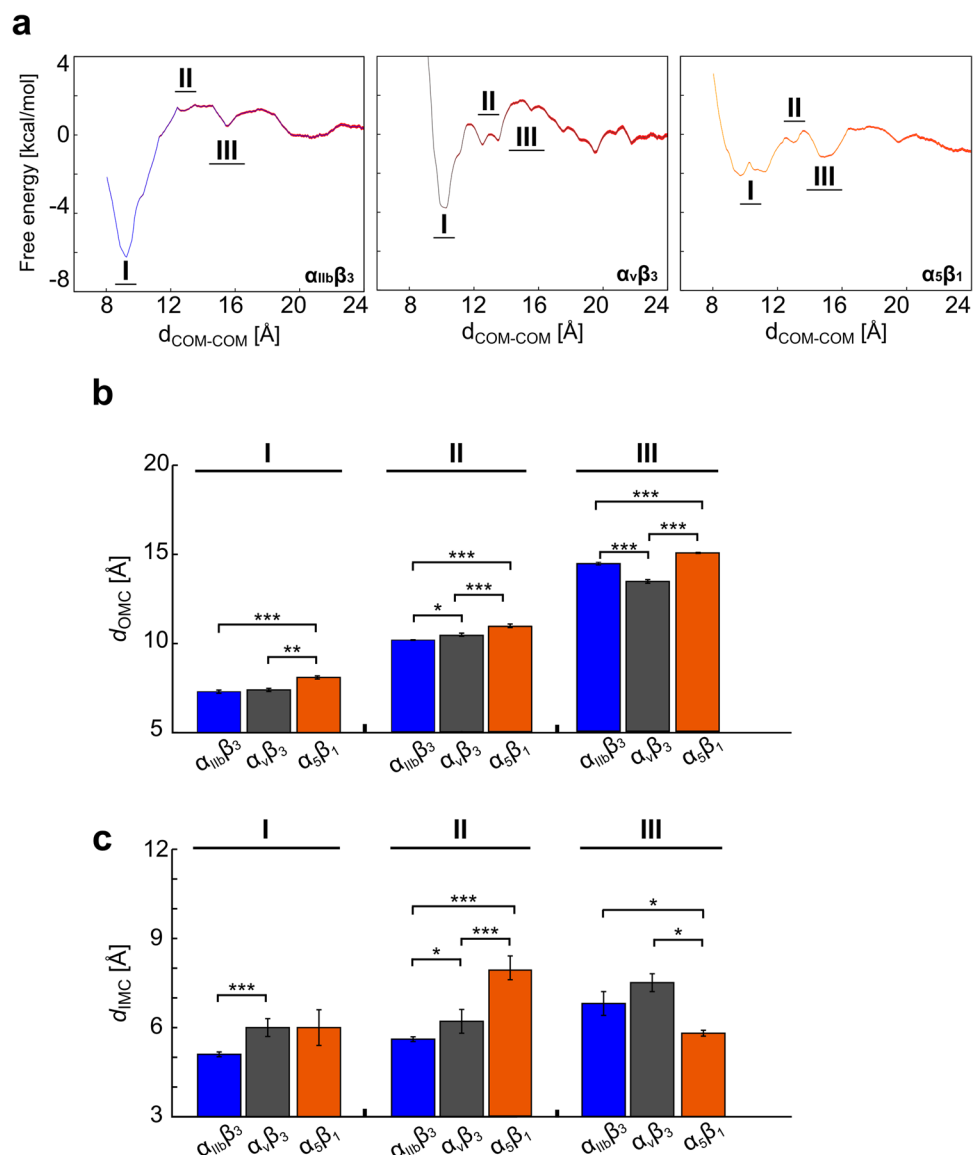 a
Free energy [kcal/mol]
4
0
-4
-8
I
II
III
αIIbβ3
8 12 16 20 24
dCOM-COM [Å]
I
II
III
αvβ3
8 12 16 20 24
dCOM-COM [Å]
I
II
III
α5β1
8 12 16 20 24
dCOM-COM [Å]
b
I II III
dOMC [Å]
20
15
10
5
*** **
*** * ***
*** *** ***
αIIbβ3 αvβ3 α5β1 αIIbβ3 αvβ3 α5β1 αIIbβ3 αvβ3 α5β1
c
I II III
dIMC [Å]
12
9
6
3
***
*** * ***
* *
αIIbβ3 αvβ3 α5β1 αIIbβ3 αvβ3 α5β1 αIIbβ3 αvβ3 α5β1